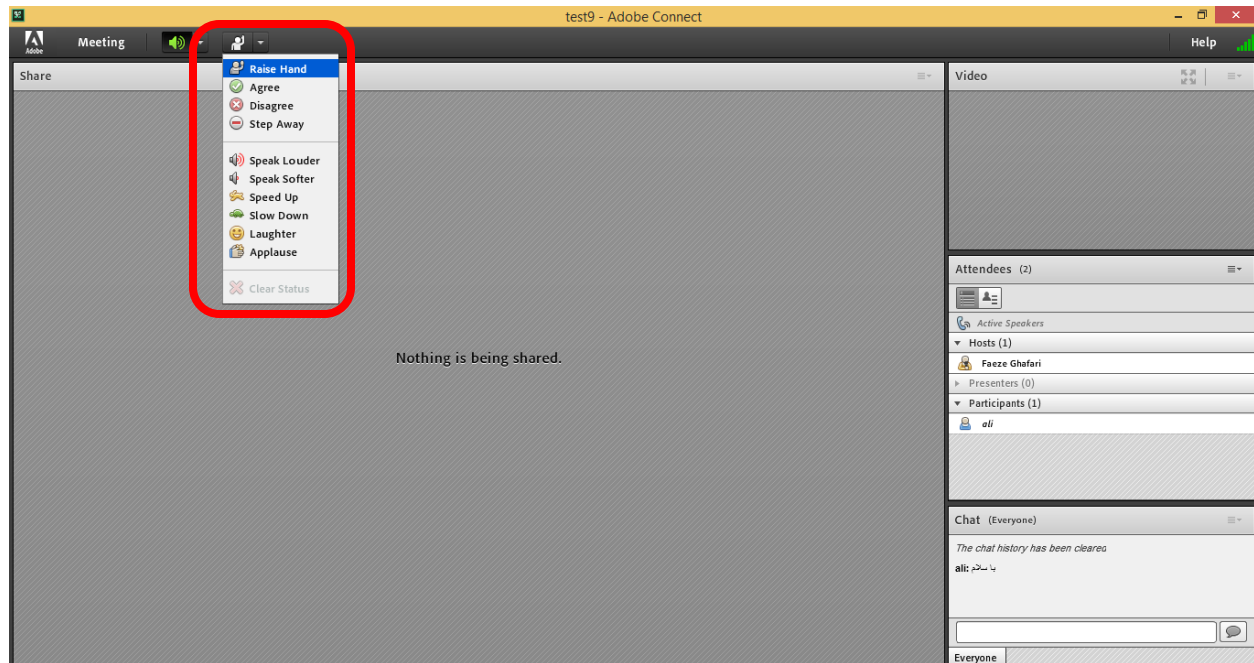 test9 - Adobe Connect
Adobe
Meeting
Help
Share
Raise Hand
Agree
Disagree
Step Away
Speak Louder
Speak Softer
Speed Up
Slow Down
Laughter
Applause
Clear Status
Nothing is being shared.
Video
Attendees (2)
Active Speakers
Hosts (1)
Faeze Ghafari
Presenters (0)
Participants (1)
ali
Chat (Everyone)
The chat history has been cleared
ali: با سلام
Everyone